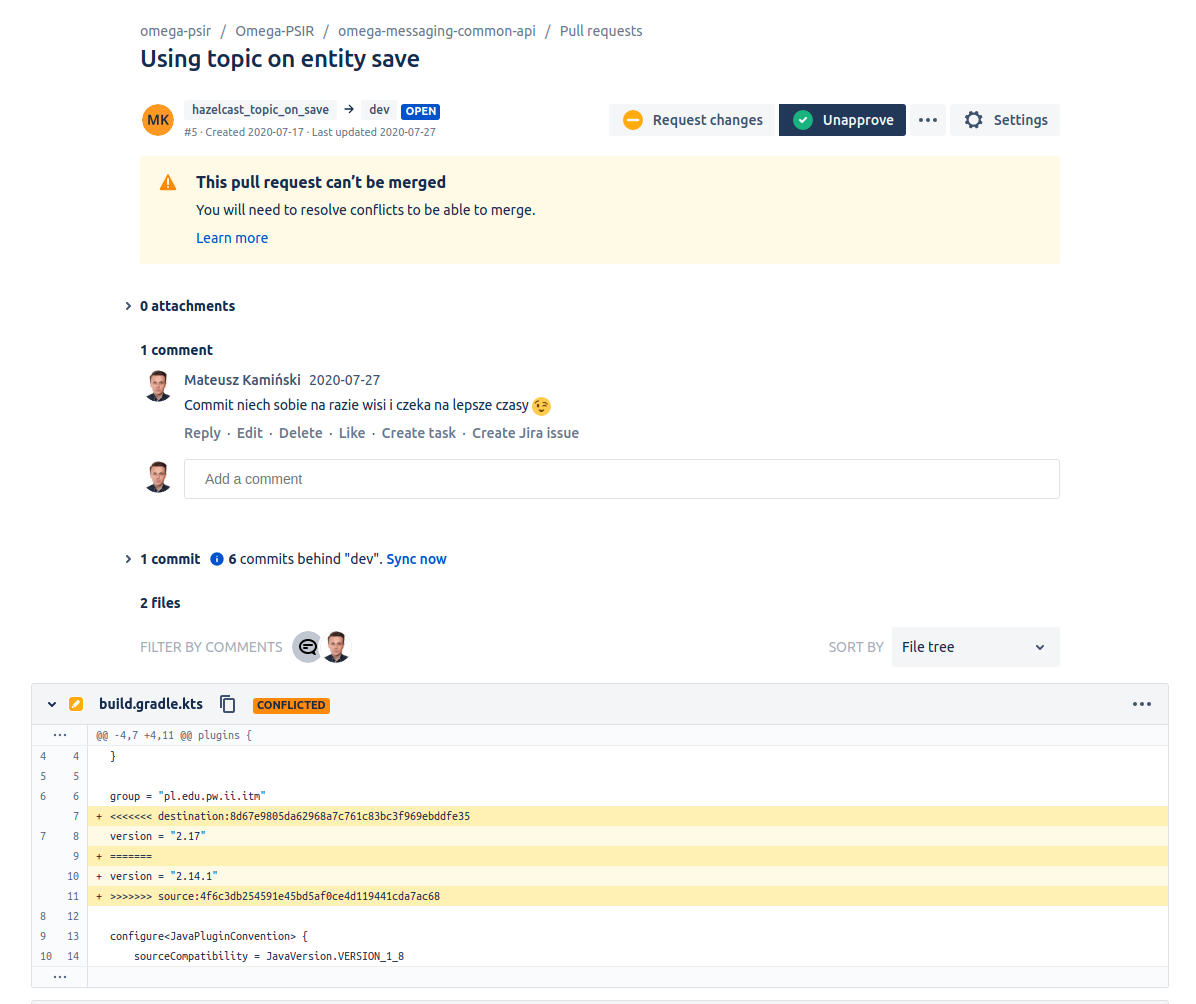 omega-psir / Omega-PSIR / omega-messaging-common-api / Pull requests
Using topic on entity save
MK
hazelcast_topic_on_save → dev OPEN
#5 · Created 2020-07-17 · Last updated 2020-07-27
Request changes
Unapprove
Settings
This pull request can’t be merged
You will need to resolve conflicts to be able to merge.
Learn more
0 attachments
1 comment
Mateusz Kamiński 2020-07-27
Commit niech sobie na razie wisi i czeka na lepsze czasy 😉
Reply · Edit · Delete · Like · Create task · Create Jira issue
Add a comment
1 commit 6 commits behind "dev". Sync now
2 files
FILTER BY COMMENTS
SORT BY File tree
build.gradle.kts CONFLICTED
@@ -4,7 +4,11 @@ plugins {
4 4 }
5 5
6 6 group = "pl.edu.pw.ii.itm"
7 + <<<<<<< destination:8d67e9805da62968a7c761c83bc3f969ebddfe35
7 8 version = "2.17"
9 + =======
10 + version = "2.14.1"
11 + >>>>>>> source:4f6c3db254591e45bd5af0ce4d119441cda7ac68
8 12
9 13 configure<JavaPluginConvention> {
10 14 sourceCompatibility = JavaVersion.VERSION_1_8